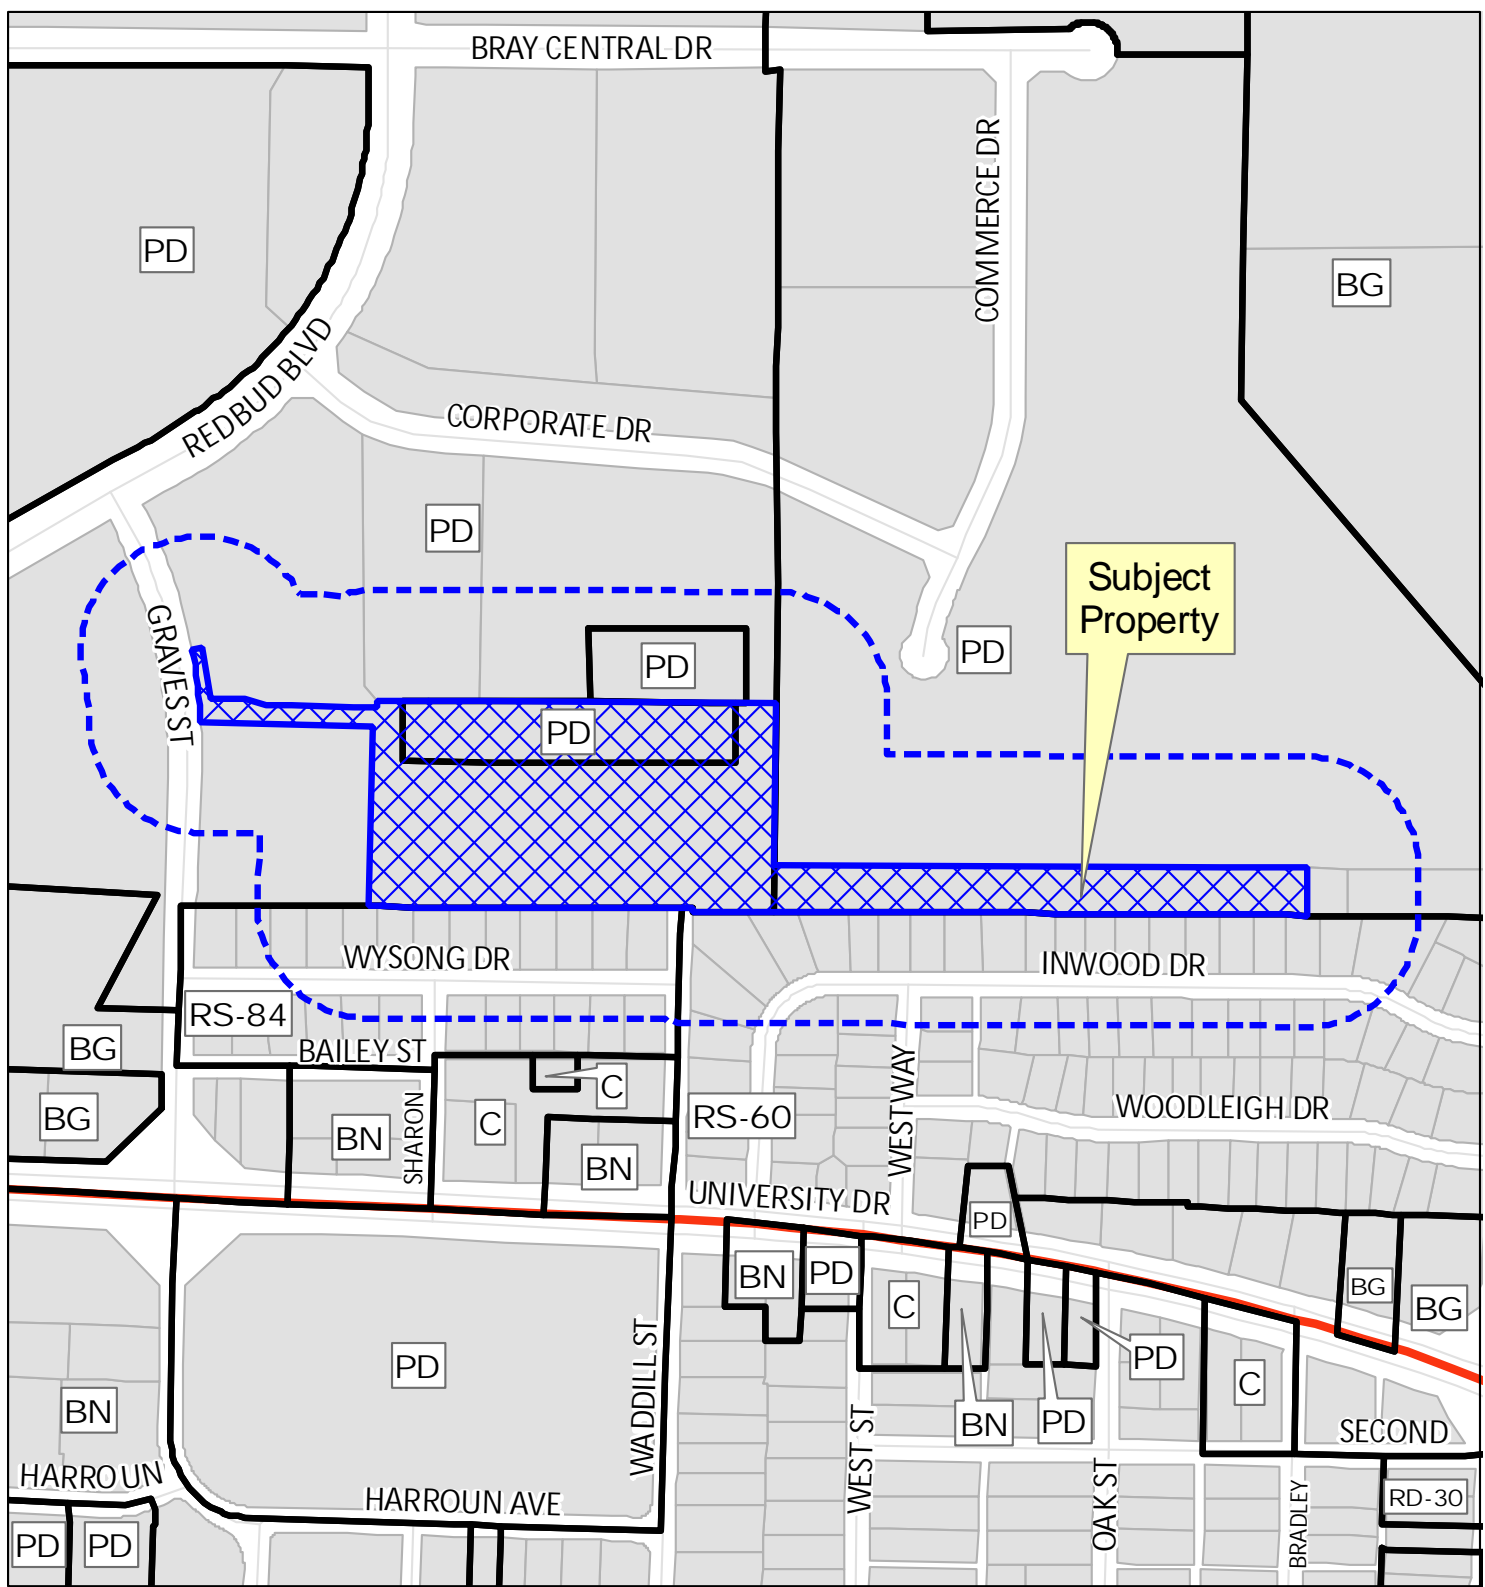 BRAY CENTRAL DR
COMMERCE DR
PD
BG
REDBUD BLVD
CORPORATE DR
PD
Subject
Property
GRAVES ST
PD
PD
PD
WYSONG DR
INWOOD DR
RS-84
BG
BAILEY ST
C
BG
BN
SHARON
C
BN
RS-60
WESTWAY
WOODLEIGH DR
UNIVERSITY DR
PD
BN
PD
C
BG
BG
PD
WADDILL ST
PD
C
BN
BN
PD
SECOND
HARROUN
HARROUN AVE
WEST ST
OAK ST
BRADLEY
RD-30
PD
PD